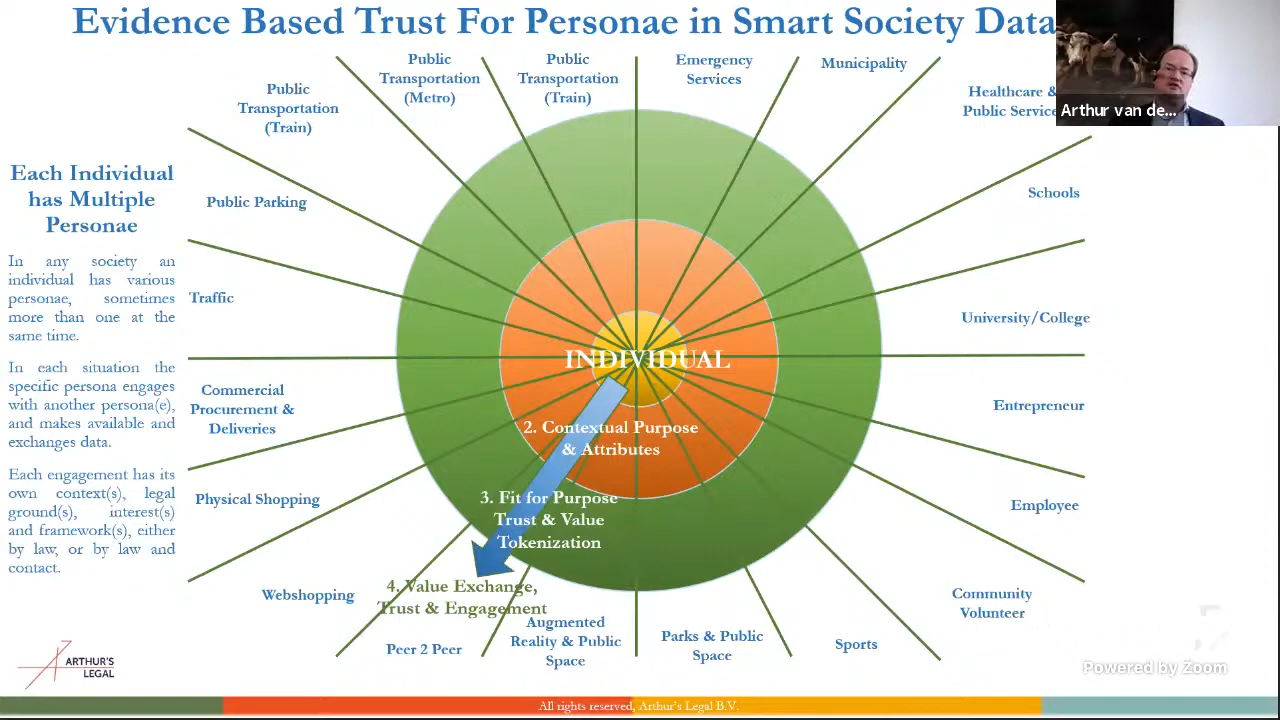 Evidence Based Trust For Personae in Smart Society Data
Arthur van de...
Each Individual
has Multiple
Personae
In any society an
individual has various
personae, sometimes
more than one at the
same time.
In each situation the
specific persona engages
with another persona(e),
and makes available and
exchanges data.
Each engagement has its
own context(s), legal
ground(s), interest(s)
and framework(s), either
by law, or by law and
contact.
Public
Transportation
(Train)
Public
Transportation
(Metro)
Public
Transportation
(Train)
Emergency
Services
Municipality
Healthcare &
Public
Schools
University/College
Entrepreneur
Employee
Community
Volunteer
Sports
Parks & Public
Space
Augmented
Reality & Public
Space
Peer 2 Peer
Webshopping
Physical Shopping
Commercial
Procurement &
Deliveries
Traffic
Public Parking
INDIVIDUAL
2. Contextual Purpose
& Attributes
3. Fit for Purpose
Trust & Value
Tokenization
4. Value Exchange,
Trust & Engagement
ARTHUR'S
LEGAL
Powered by Zoom
All rights reserved, Arthur's Legal B.V.